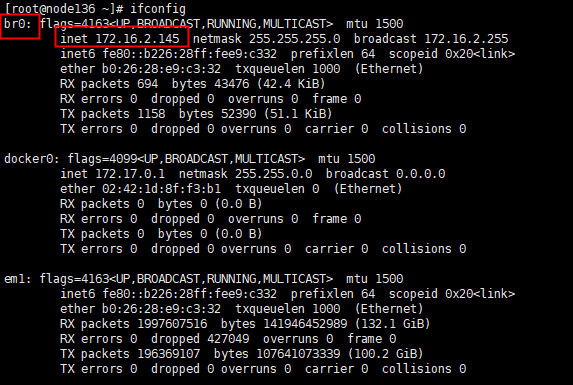 [root@node136 ~]# ifconfig
br0: flags=4163<UP,BROADCAST,RUNNING,MULTICAST>  mtu 1500
        inet 172.16.2.145  netmask 255.255.255.0  broadcast 172.16.2.255
        inet6 fe80::b226:28ff:fee9:c332  prefixlen 64  scopeid 0x20<link>
        ether b0:26:28:e9:c3:32  txqueuelen 1000  (Ethernet)
        RX packets 694  bytes 43476 (42.4 KiB)
        RX errors 0  dropped 0  overruns 0  frame 0
        TX packets 1158  bytes 52390 (51.1 KiB)
        TX errors 0  dropped 0 overruns 0  carrier 0  collisions 0

docker0: flags=4099<UP,BROADCAST,MULTICAST>  mtu 1500
        inet 172.17.0.1  netmask 255.255.0.0  broadcast 0.0.0.0
        ether 02:42:1d:8f:f3:b1  txqueuelen 0  (Ethernet)
        RX packets 0  bytes 0 (0.0 B)
        RX errors 0  dropped 0  overruns 0  frame 0
        TX packets 0  bytes 0 (0.0 B)
        TX errors 0  dropped 0 overruns 0  carrier 0  collisions 0

em1: flags=4163<UP,BROADCAST,RUNNING,MULTICAST>  mtu 1500
        inet6 fe80::b226:28ff:fee9:c332  prefixlen 64  scopeid 0x20<link>
        ether b0:26:28:e9:c3:32  txqueuelen 1000  (Ethernet)
        RX packets 1997607516  bytes 141946452989 (132.1 GiB)
        RX errors 0  dropped 427049  overruns 0  frame 0
        TX packets 196369107  bytes 107641073339 (100.2 GiB)
        TX errors 0  dropped 0 overruns 0  carrier 0  collisions 0